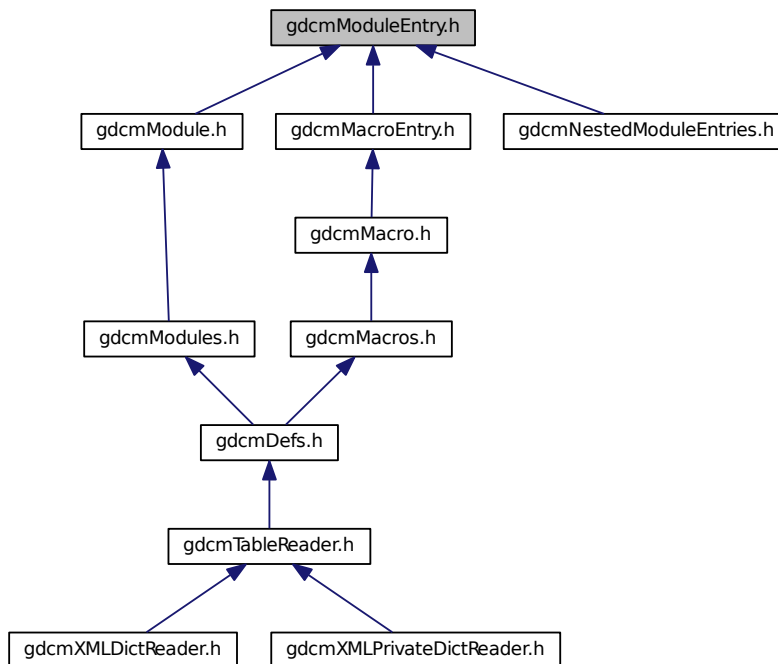 gdcmModuleEntry.h
gdcmModule.h
gdcmMacroEntry.h
gdcmNestedModuleEntries.h
gdcmMacro.h
gdcmModules.h
gdcmMacros.h
gdcmDefs.h
gdcmTableReader.h
gdcmXMLDictReader.h
gdcmXMLPrivateDictReader.h